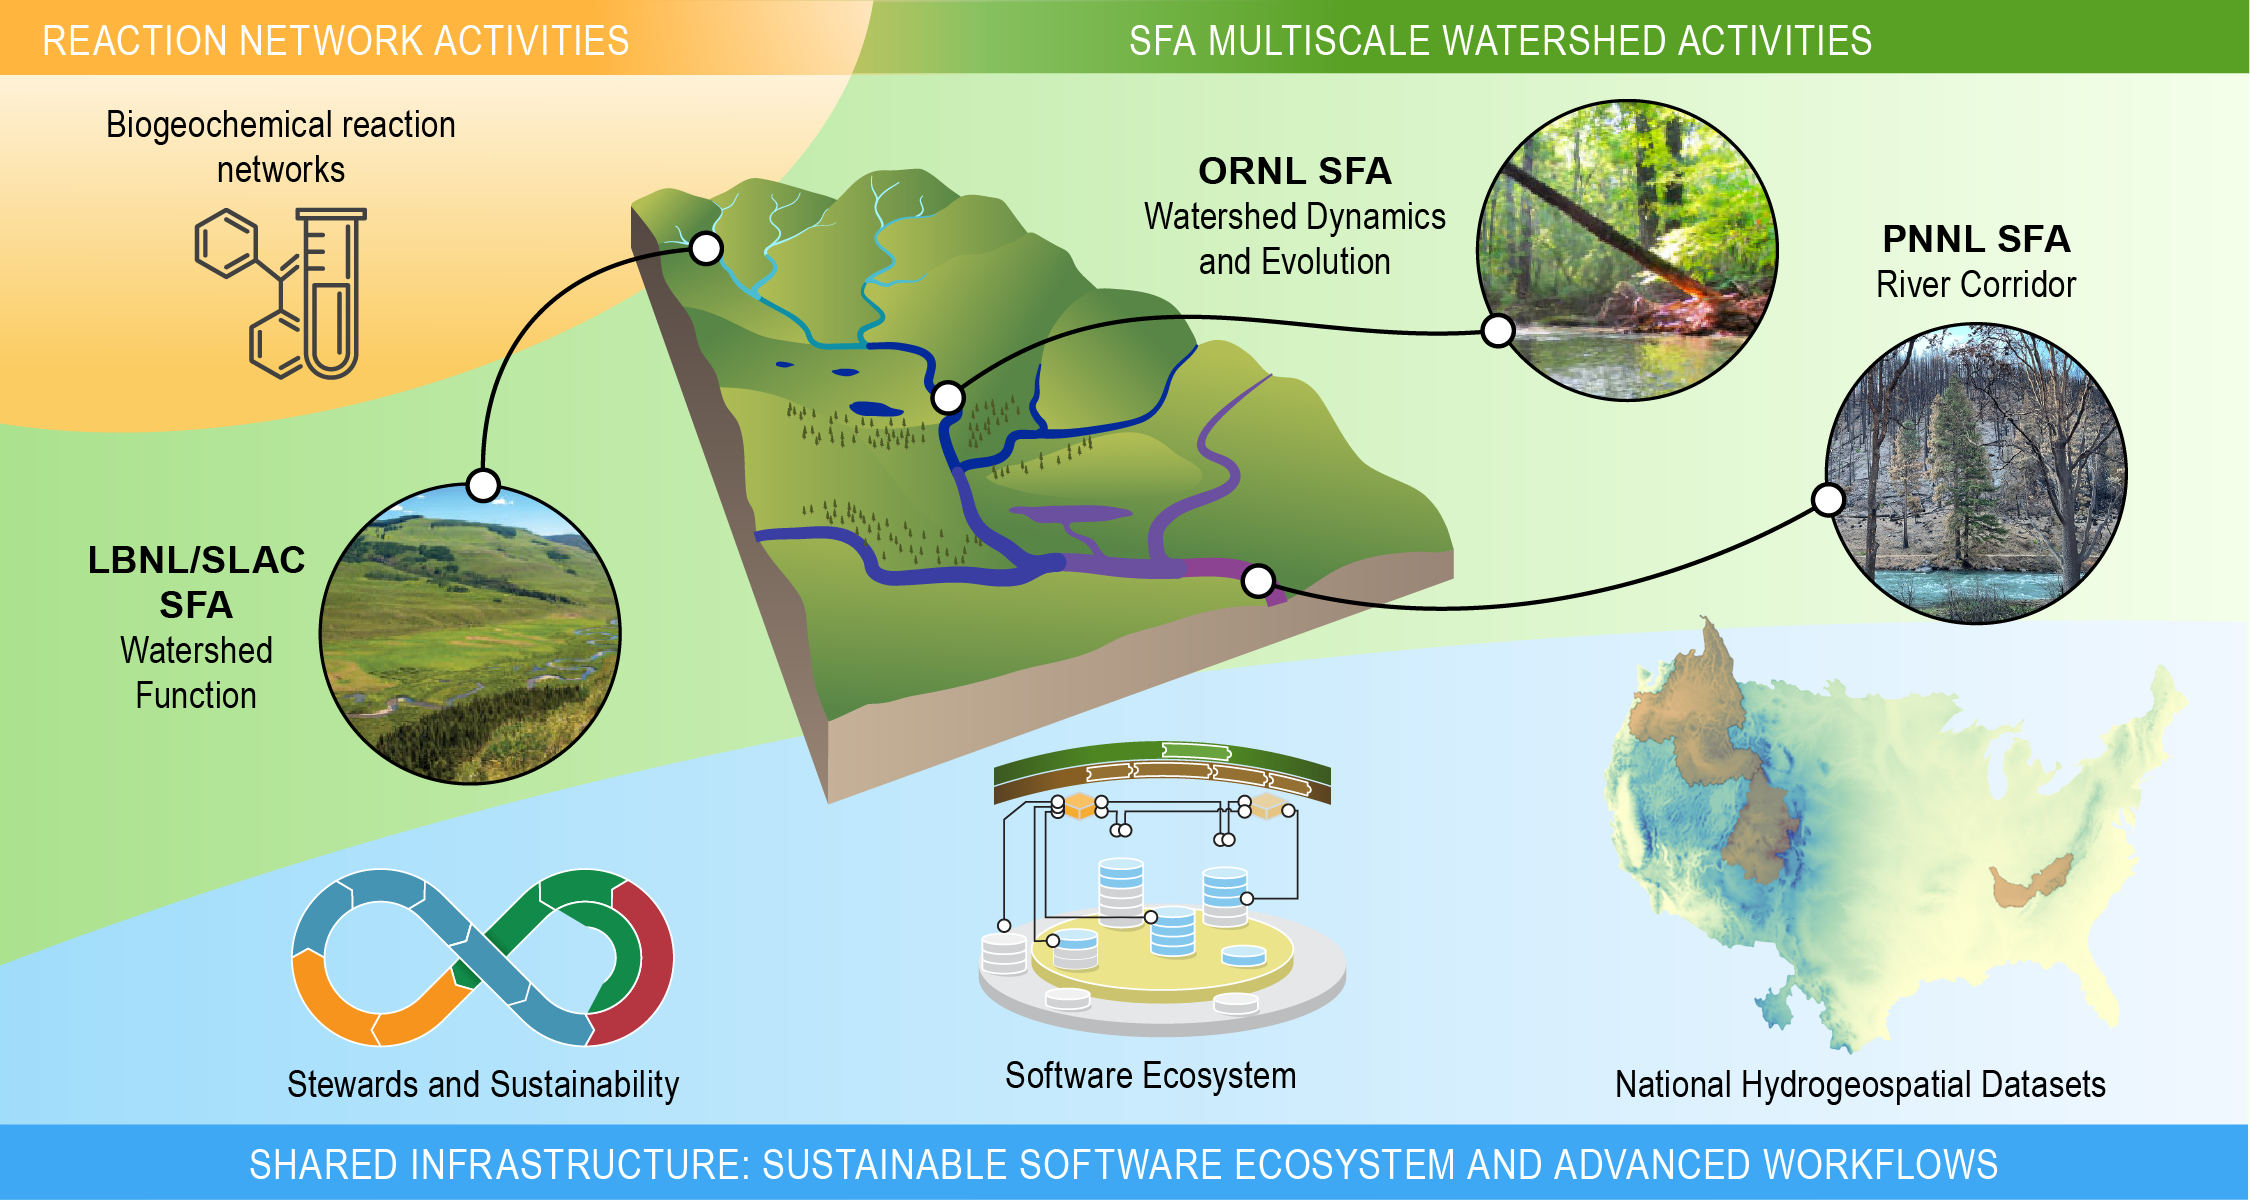 REACTION NETWORK ACTIVITIES
SFA MULTISCALE WATERSHED ACTIVITIES
Biogeochemical reaction
networks
ORNL SFA
Watershed Dynamics
and Evolution
PNNL SFA
River Corridor
LBNL/SLAC
SFA
Watershed
Function
Stewards and Sustainability
Software Ecosystem
National Hydrogeospatial Datasets
SHARED INFRASTRUCTURE: SUSTAINABLE SOFTWARE ECOSYSTEM AND ADVANCED WORKFLOWS